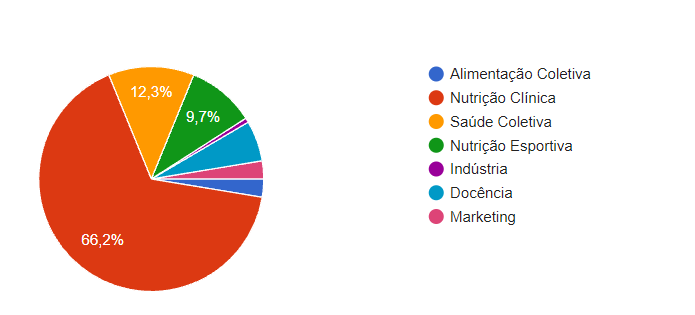 12,3%
9,7%
66,2%
Alimentação Coletiva
Nutrição Clínica
Saúde Coletiva
Nutrição Esportiva
Indústria
Docência
Marketing